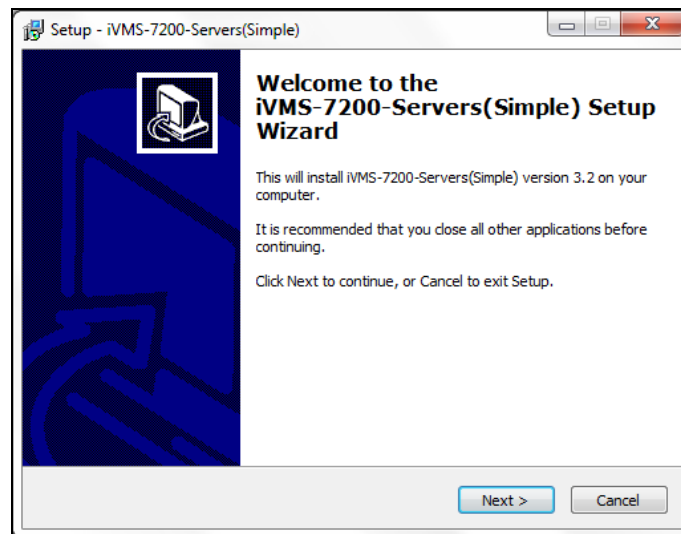 Setup - iVMS-7200-Servers(Simple)
Welcome to the
iVMS-7200-Servers(Simple) Setup
Wizard
This will install iVMS-7200-Servers(Simple) version 3.2 on your
computer.
It is recommended that you close all other applications before
continuing.
Click Next to continue, or Cancel to exit Setup.
Next >
Cancel